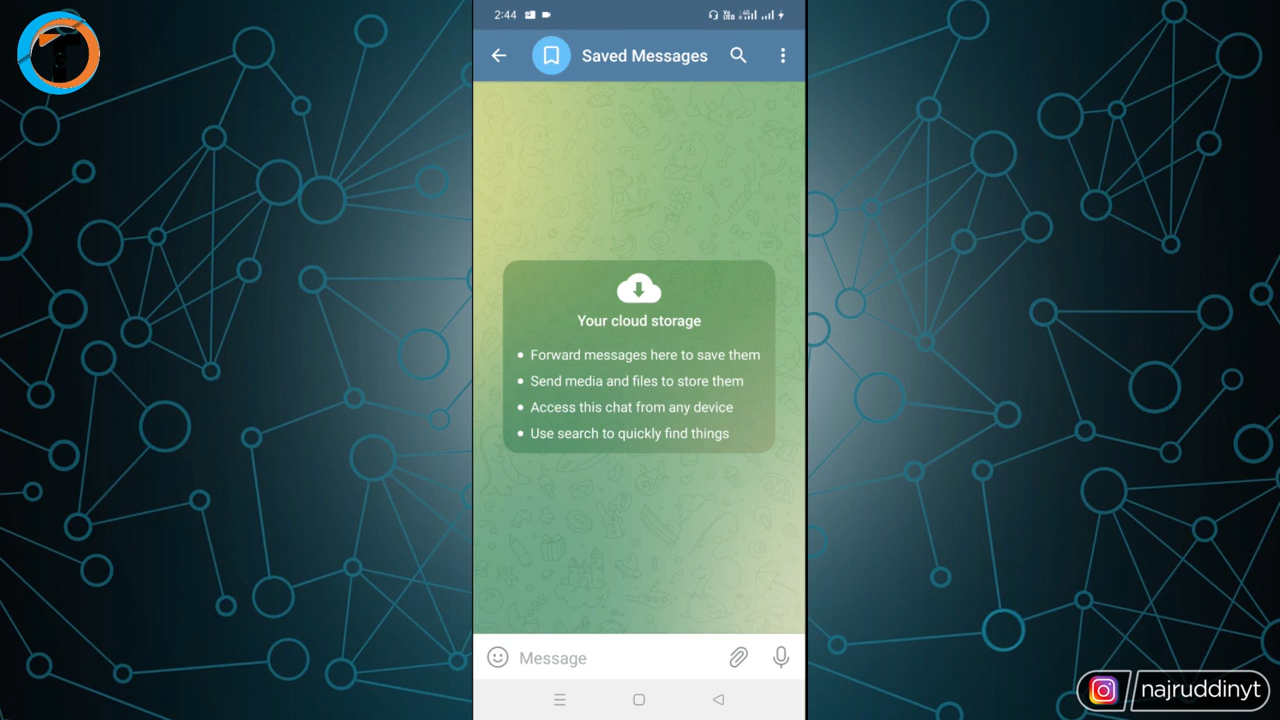 2:44
Saved Messages
Your cloud storage
• Forward messages here to save them
• Send media and files to store them
• Access this chat from any device
• Use search to quickly find things
Message
najruddinyt